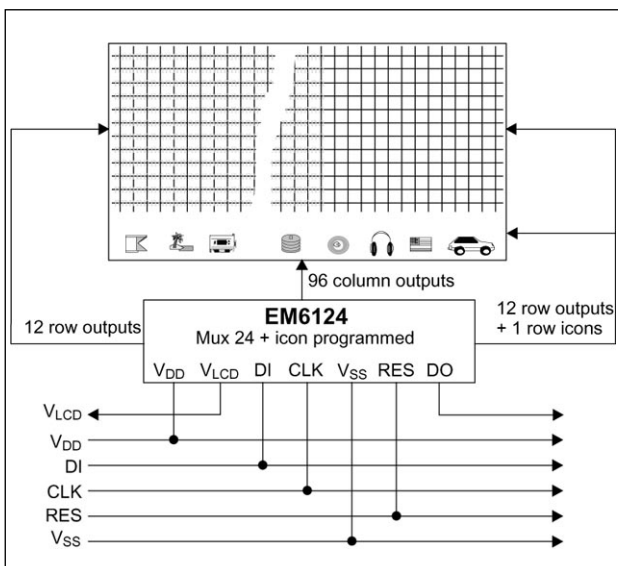 96 column outputs
EM6124
Mux 24 + icon programmed
12 row outputs
12 row outputs
+ 1 row icons
VDD VLCD DI CLK VSS RES DO
VLCD
VDD
DI
CLK
RES
VSS